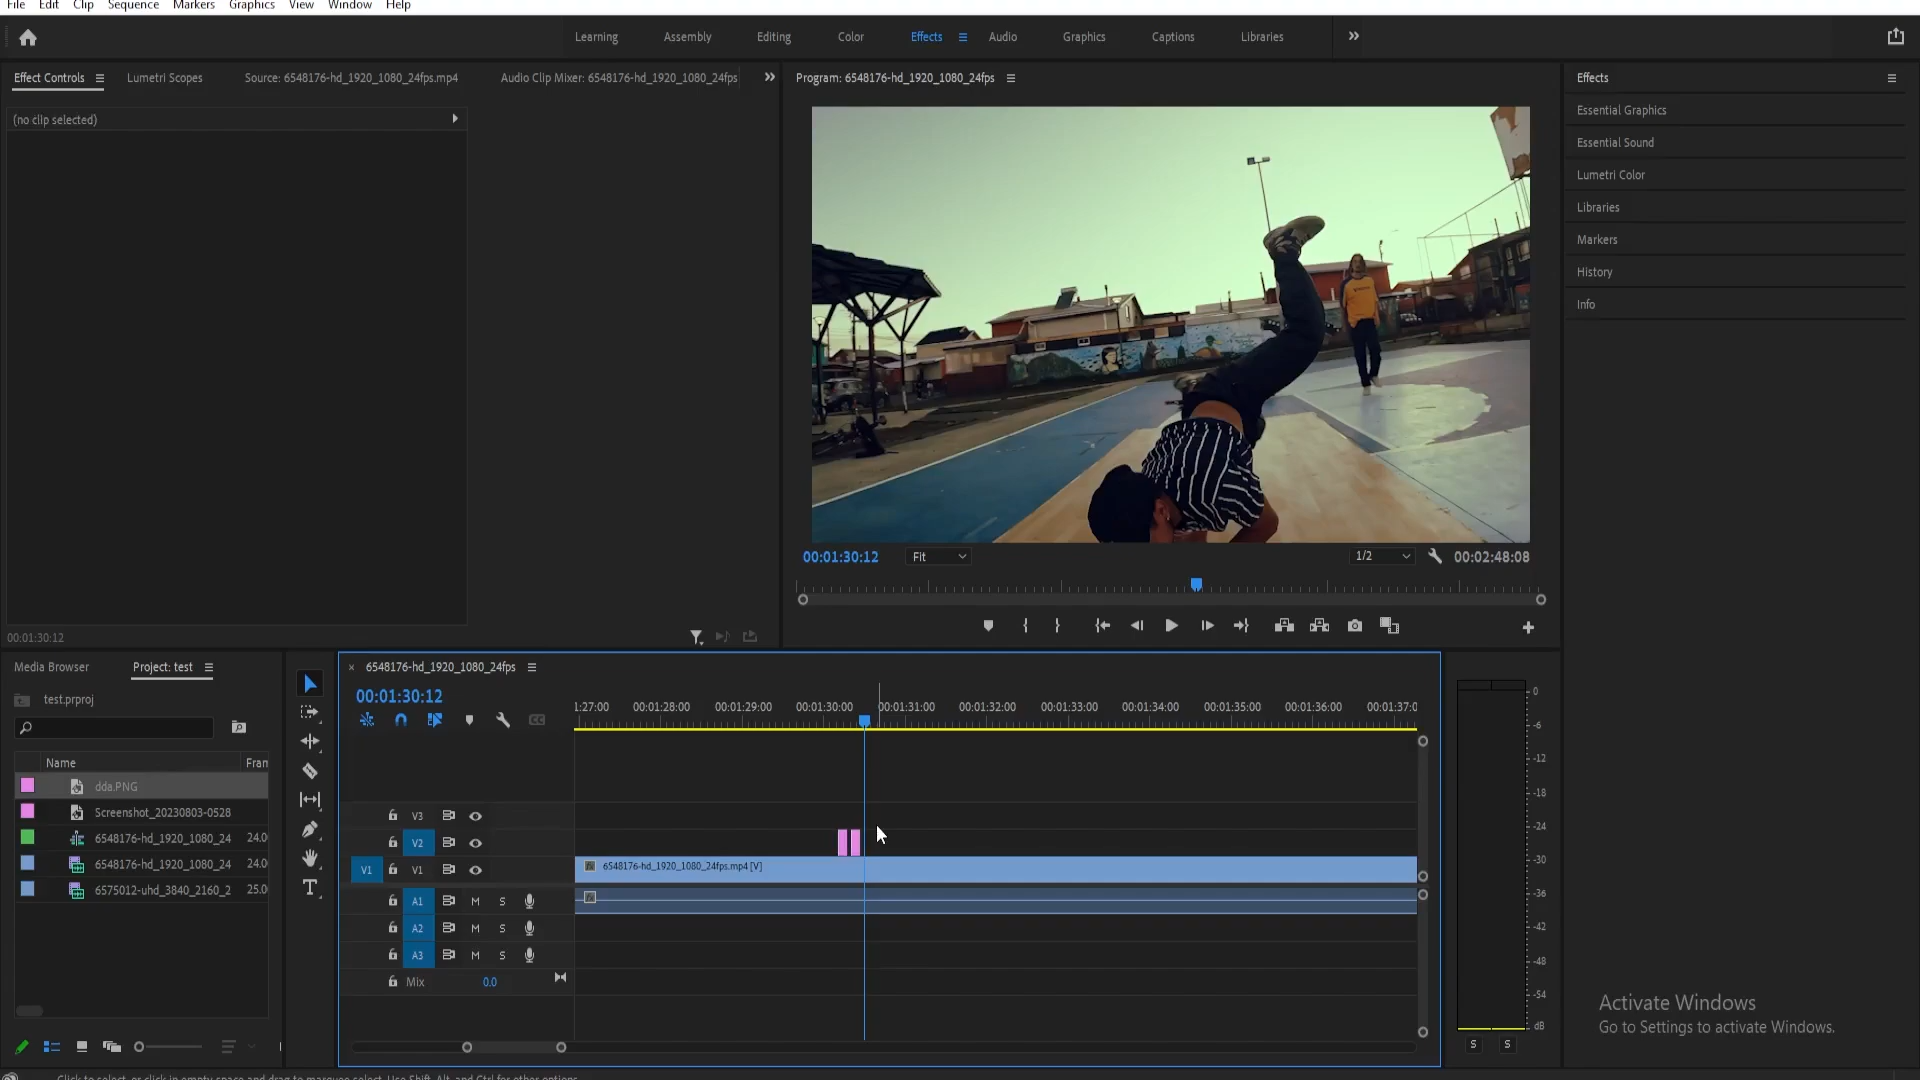 File Edit Clip Sequence Markers Graphics View Window Help
Learning Assembly Editing Color Effects Audio Graphics Captions Libraries
Effect Controls Lumetri Scopes Source: 6548176-hd_1920_1080_24fps.mp4 Audio Clip Mixer: 6548176-hd_1920_1080_24fps
(no clip selected)
00:01:30:12
Program: 6548176-hd_1920_1080_24fps
00:01:30:12 Fit 1/2 00:02:48:08
Effects
Essential Graphics
Essential Sound
Lumetri Color
Libraries
Markers
History
Info
Media Browser Project: test
test.prproj
Name Fram
dda.PNG
Screenshot_20230803-0528
6548176-hd_1920_1080_24 24.0
6548176-hd_1920_1080_24 24.0
6575012-uhd_3840_2160_2 25.0
6548176-hd_1920_1080_24fps
00:01:30:12
1:27:00 00:01:28:00 00:01:29:00 00:01:30:00 00:01:31:00 00:01:32:00 00:01:33:00 00:01:34:00 00:01:35:00 00:01:36:00 00:01:37:0
V3
V2
V1 V1 6548176-hd_1920_1080_24fps.mp4 [V]
A1 M S
A2 M S
A3 M S
Mix 0.0
0
-6
-12
-18
-24
-30
-36
-42
-48
-54
dB
S S
Activate Windows
Go to Settings to activate Windows.
Click to select, or click in empty space and drag to marquee select. Use Shift, Alt, and Ctrl for other options.